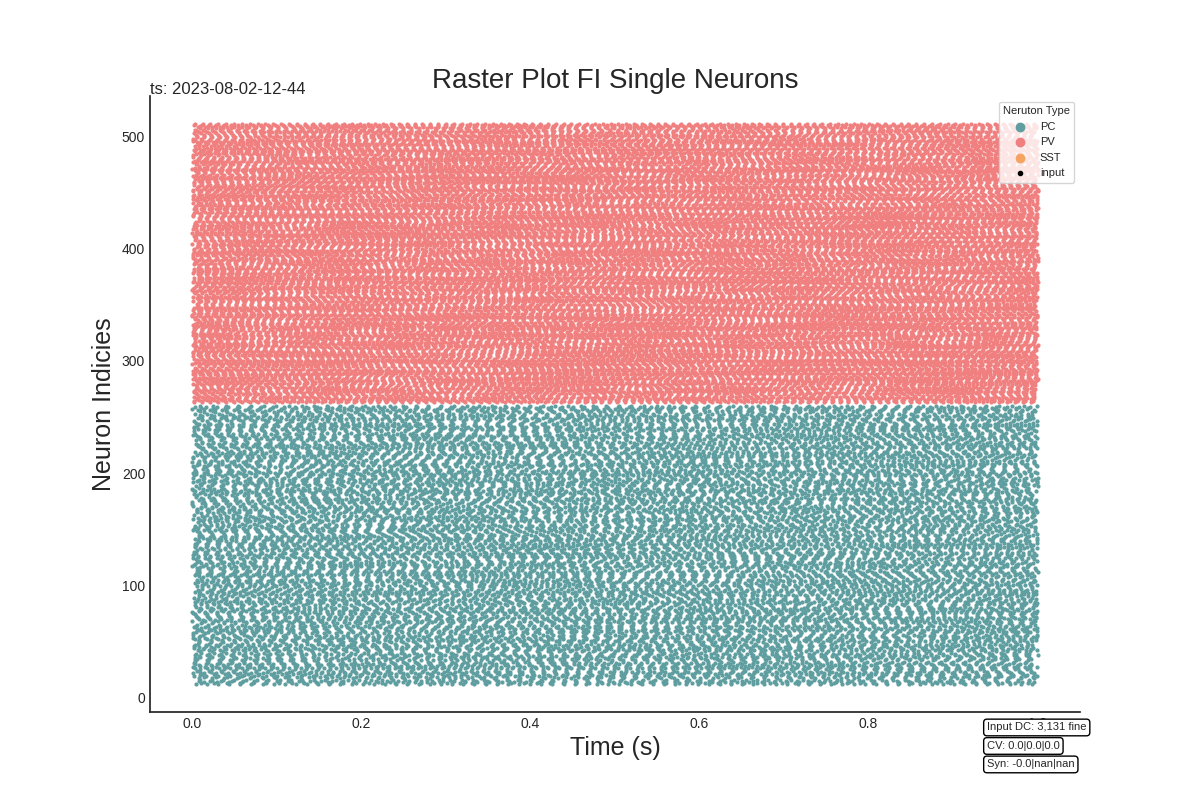 Raster Plot FI Single Neurons
ts: 2023-08-02-12-44
Neruton Type
PC
PV
SST
input
Neuron Indicies
500
400
300
200
100
0
0.0 0.2 0.4 0.6 0.8
Time (s)
Input DC: 3,131 fine
CV: 0.0|0.0|0.0
Syn: -0.0|nan|nan